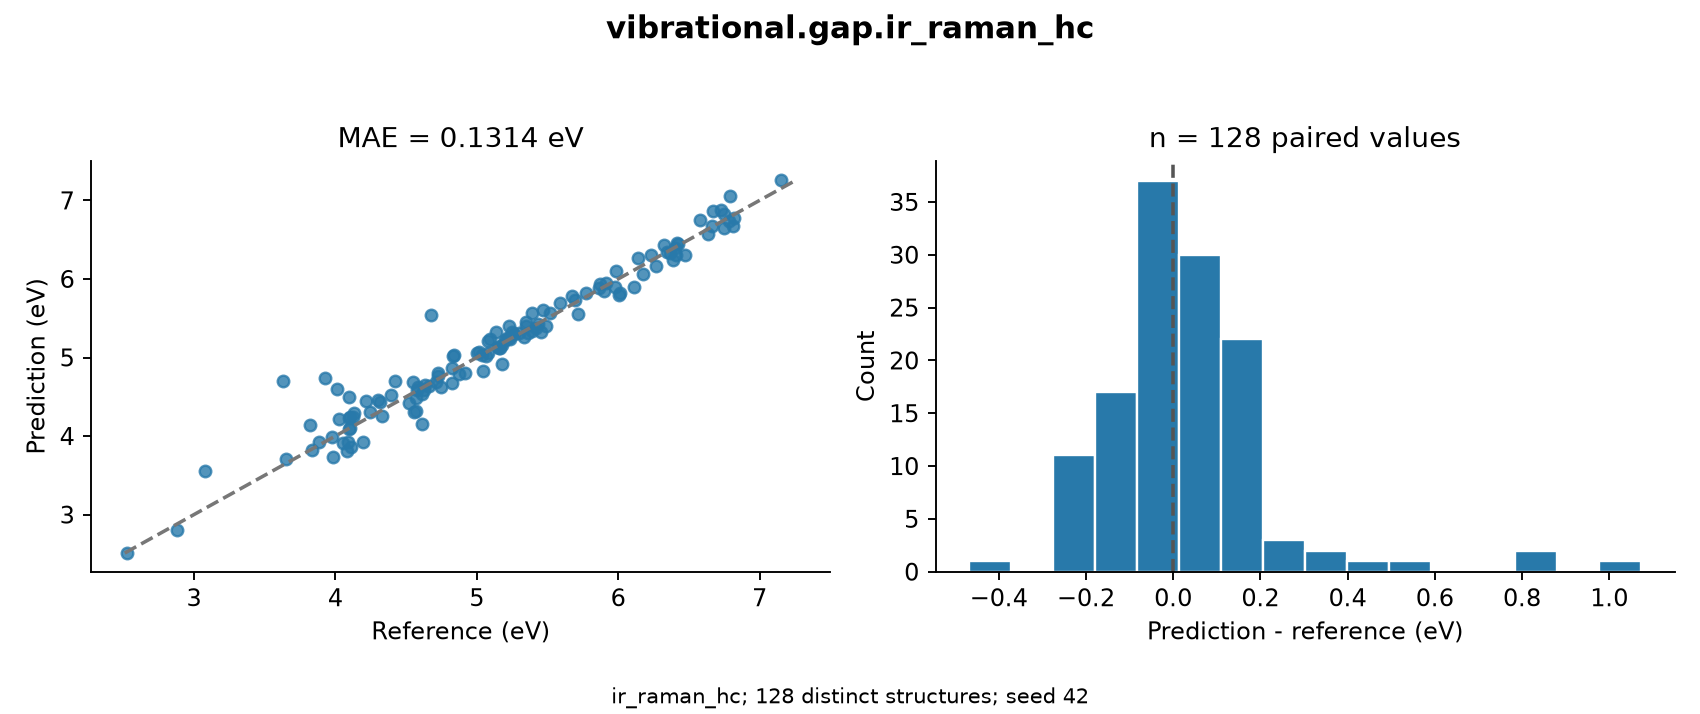 vibrational.gap.ir_raman_hc
MAE = 0.1314 eV
7
6
5
4
3
Prediction (eV)
3 4 5 6 7
Reference (eV)
n = 128 paired values
35
30
25
20
15
10
5
0
Count
−0.4 −0.2 0.0 0.2 0.4 0.6 0.8 1.0
Prediction - reference (eV)
ir_raman_hc; 128 distinct structures; seed 42